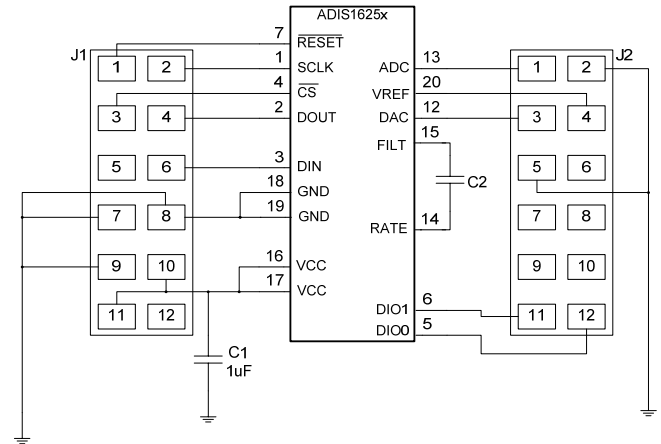 ADIS1625x
J1
J2
7
RESET
1
2
1
SCLK
ADC
13
1
2
4
CS
VREF
20
3
4
2
DOUT
DAC
12
3
4
15
FILT
5
6
3
DIN
5
6
C2
18
GND
7
8
19
GND
RATE
14
7
8
9
10
16
VCC
9
10
17
VCC
11
12
DIO1
6
11
12
DIO0
5
C1
1uF